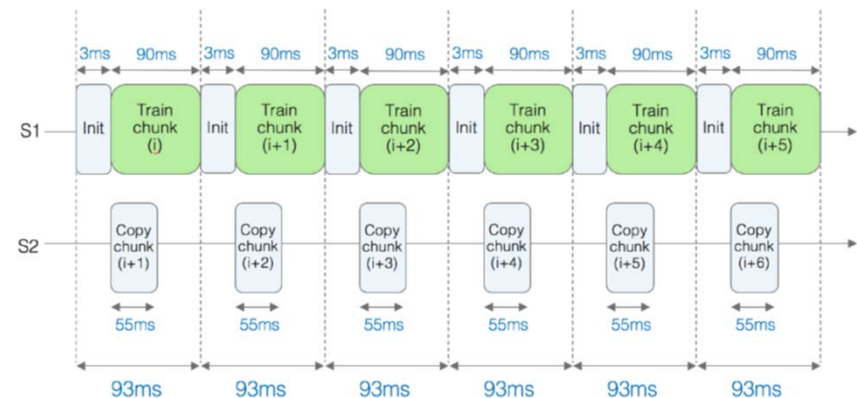 3ms 90ms 3ms 90ms 3ms 90ms 3ms 90ms 3ms 90ms 3ms 90ms
S1
Init
Train
chunk
(i)
Init
Train
chunk
(i+1)
Init
Train
chunk
(i+2)
Init
Train
chunk
(i+3)
Init
Train
chunk
(i+4)
Init
Train
chunk
(i+5)
S2
Copy
chunk
(i+1)
Copy
chunk
(i+2)
Copy
chunk
(i+3)
Copy
chunk
(i+4)
Copy
chunk
(i+5)
Copy
chunk
(i+6)
55ms 55ms 55ms 55ms 55ms 55ms
93ms 93ms 93ms 93ms 93ms 93ms